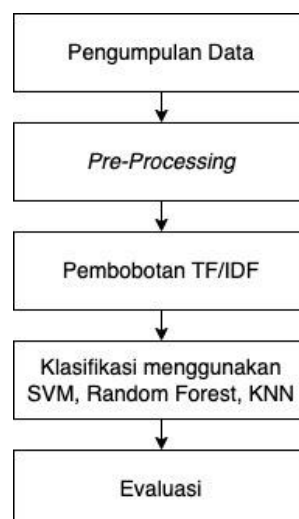 Pengumpulan Data
Pre-Processing
Pembobotan TF/IDF
Klasifikasi menggunakan
SVM, Random Forest, KNN
Evaluasi